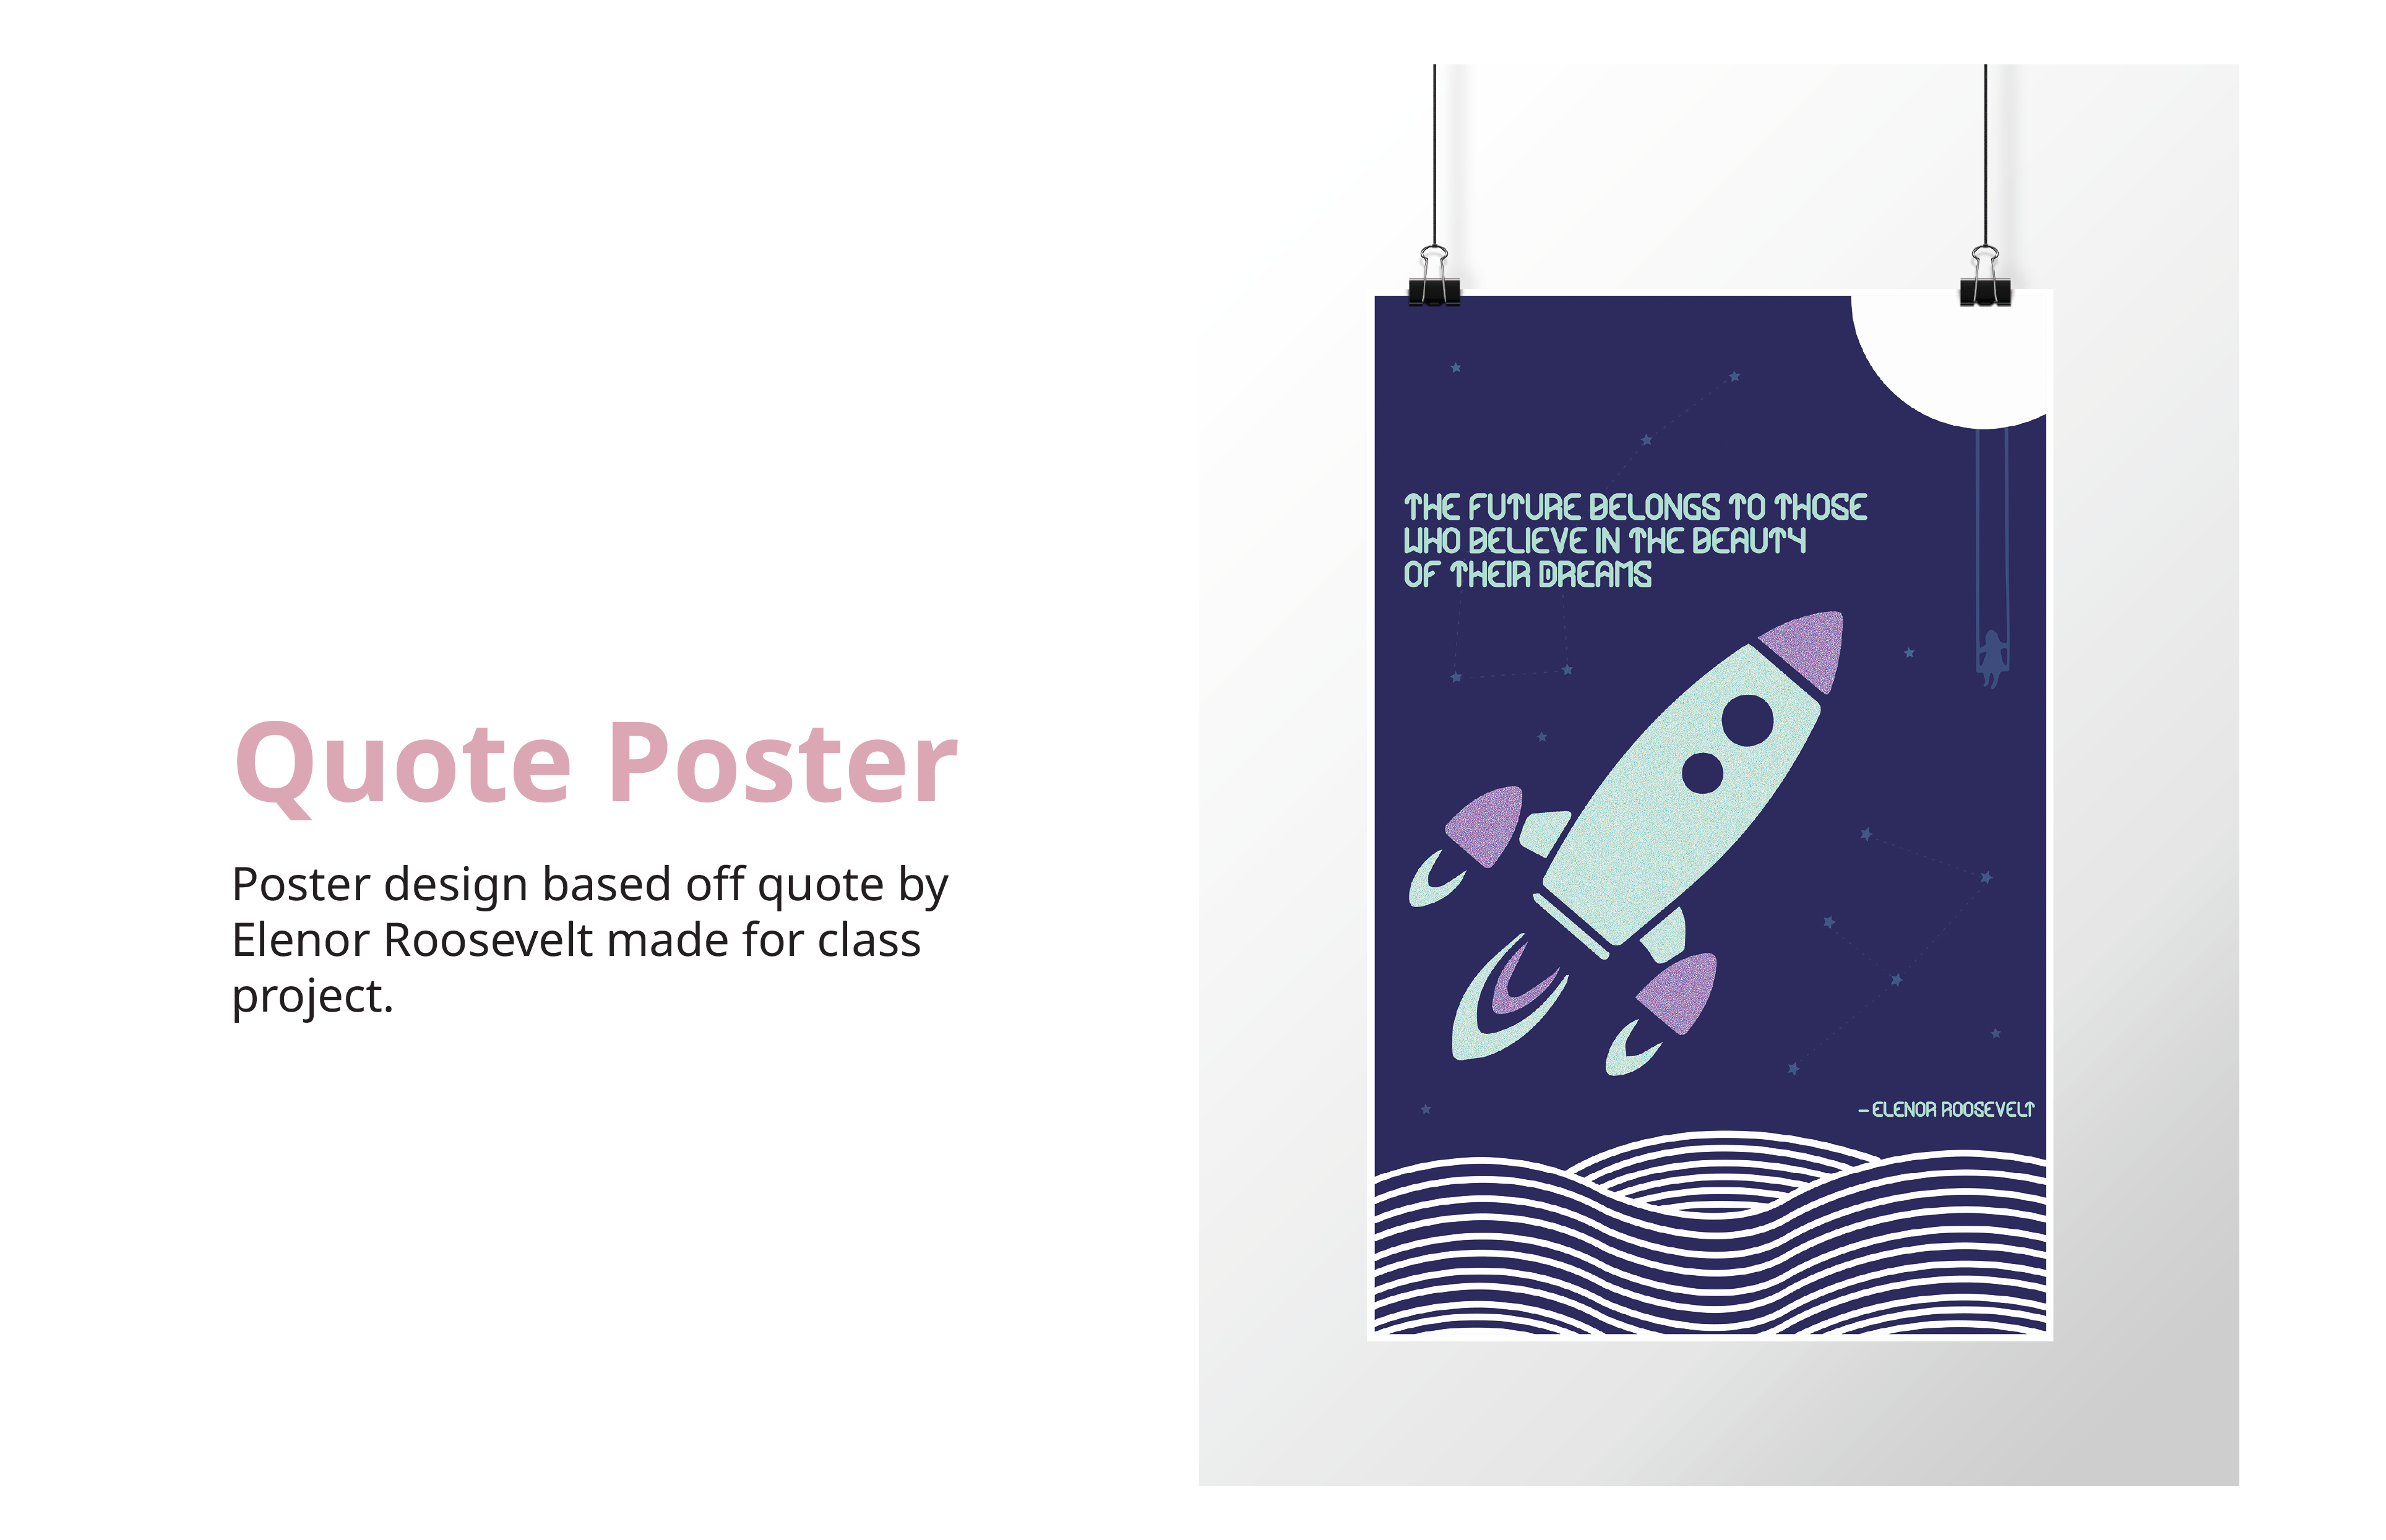 Quote Poster
Poster design based off quote by
Elenor Roosevelt made for class
project.
THE FUTURE BELONGS TO THOSE
WHO BELIEVE IN THE BEAUTY
OF THEIR DREAMS
– ELENOR ROOSEVELT